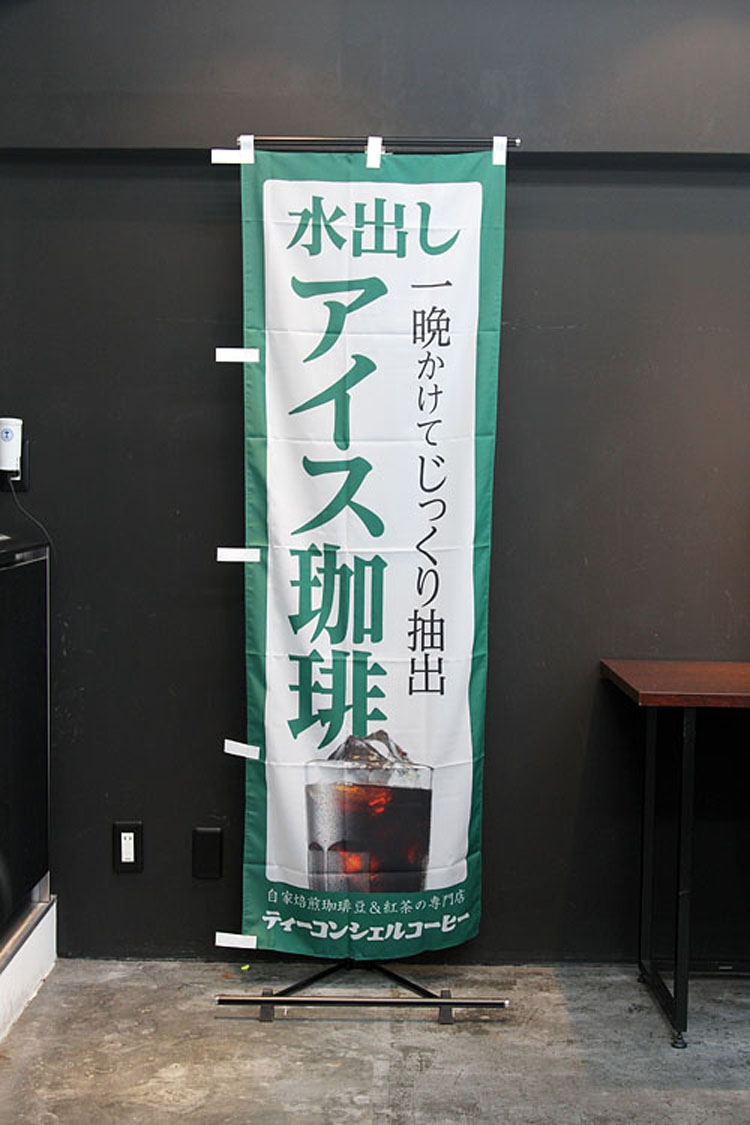 水出し
アイス珈琲
一晩かけてじっくり抽出
自家焙煎珈琲豆&紅茶の専門店
ティーコンシェルコーヒー